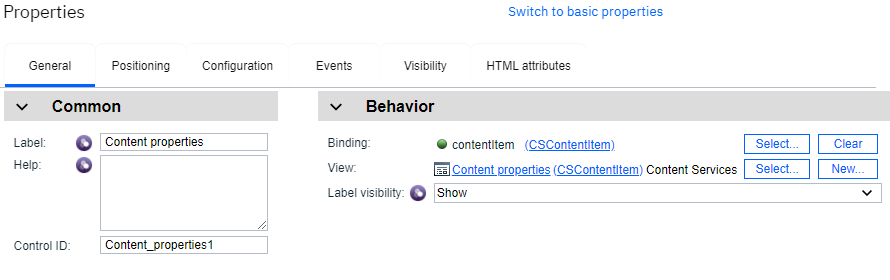 Properties
Switch to basic properties
General Positioning Configuration Events Visibility HTML attributes
Common
Label: Content properties
Help:
Control ID: Content_properties1
Behavior
Binding: contentItem (CSContentItem) Select... Clear
View: Content properties (CSContentItem) Content Services Select... New...
Label visibility: Show